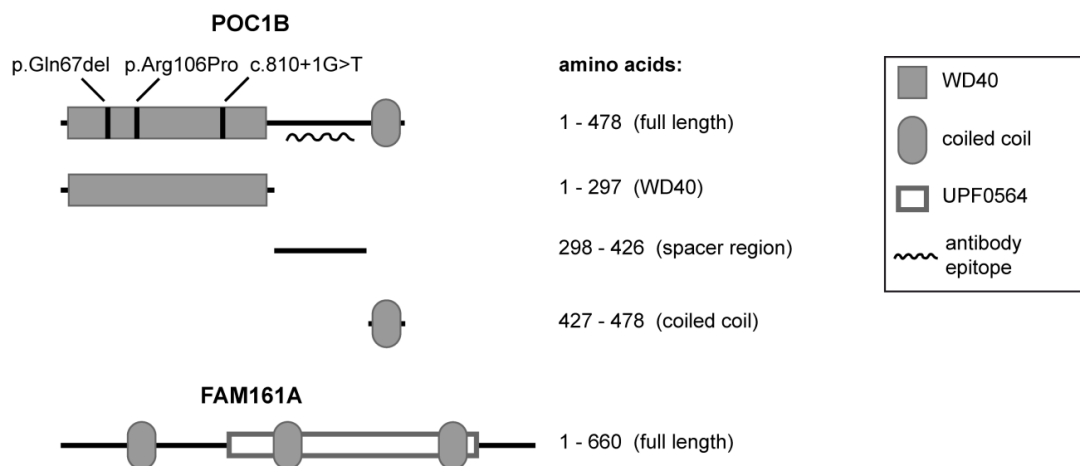 POC1B
p.Gln67del p.Arg106Pro c.810+1G>T
amino acids:
1 - 478 (full length)
1 - 297 (WD40)
298 - 426 (spacer region)
427 - 478 (coiled coil)
FAM161A
1 - 660 (full length)
WD40
coiled coil
UPF0564
antibody
epitope